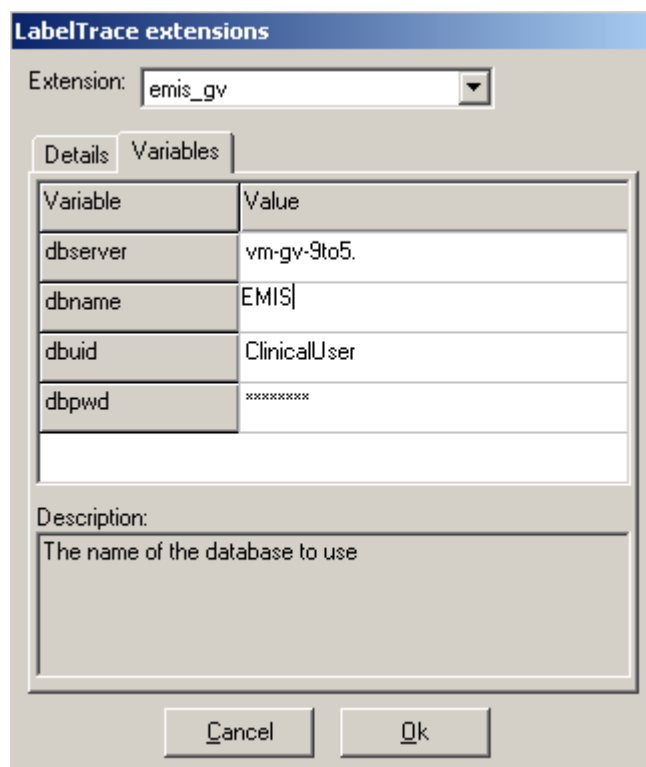 LabelTrace extensions
Extension: emis_gv
Details Variables
Variable Value
dbserver vm-gv-9to5.
dbname EMIS
dbuid ClinicalUser
dbpwd ********
Description:
The name of the database to use
Cancel Ok